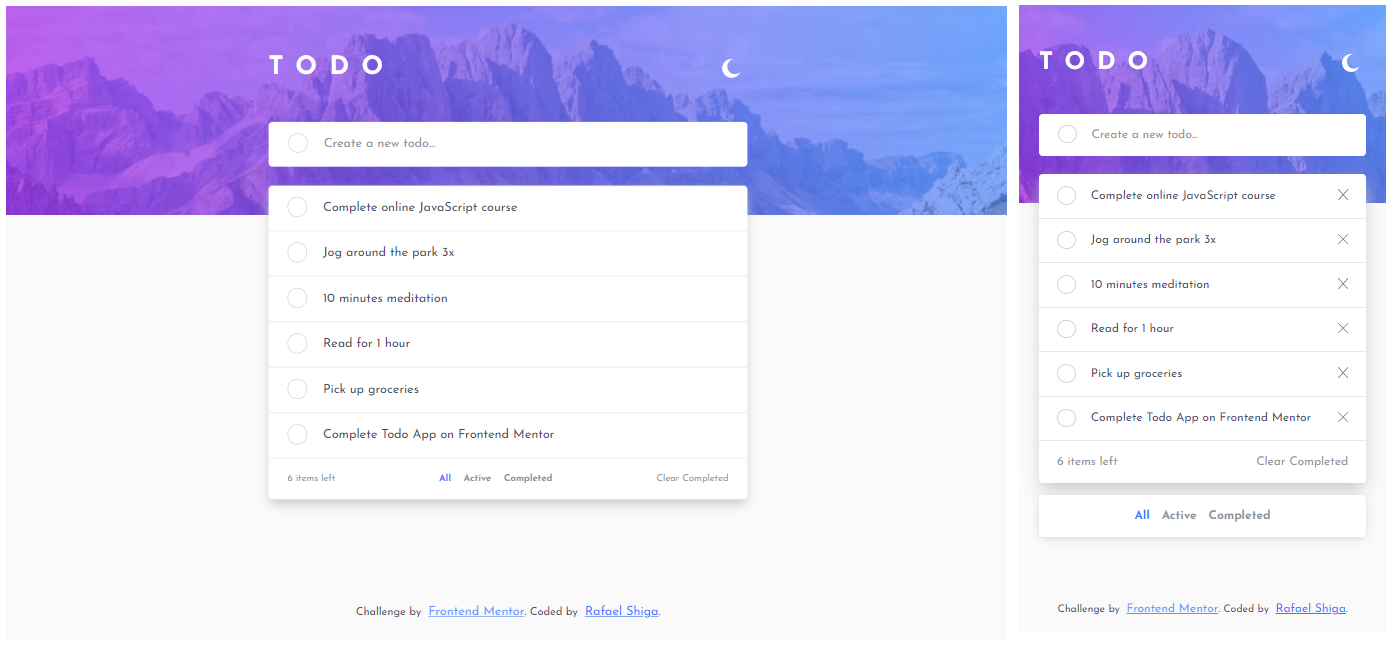 TODO
Create a new todo...
Complete online JavaScript course
Jog around the park 3x
10 minutes meditation
Read for 1 hour
Pick up groceries
Complete Todo App on Frontend Mentor
6 items left All Active Completed Clear Completed
Challenge by Frontend Mentor. Coded by Rafael Shiga.
TODO
Create a new todo...
Complete online JavaScript course
Jog around the park 3x
10 minutes meditation
Read for 1 hour
Pick up groceries
Complete Todo App on Frontend Mentor
6 items left Clear Completed
All Active Completed
Challenge by Frontend Mentor. Coded by Rafael Shiga.